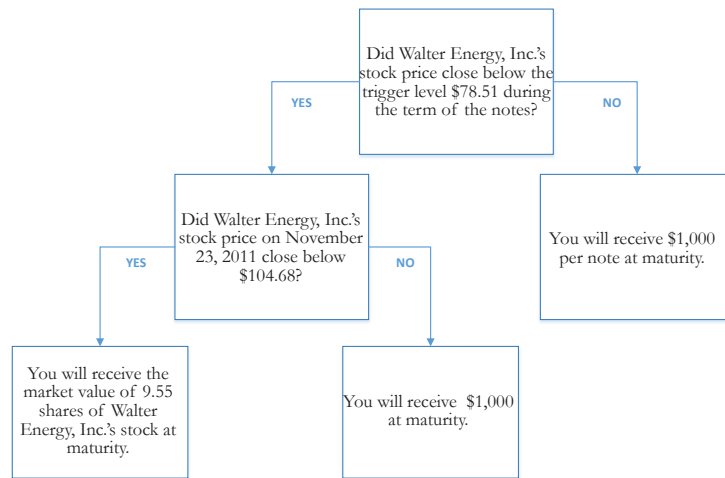 Did Walter Energy, Inc.'s
stock price close below the
trigger level $78.51 during
the term of the notes?
YES
NO
Did Walter Energy, Inc.'s
stock price on November
23, 2011 close below
$104.68?
You will receive $1,000
per note at maturity.
YES
NO
You will receive the
market value of 9.55
shares of Walter
Energy, Inc.'s stock at
maturity.
You will receive $1,000
at maturity.